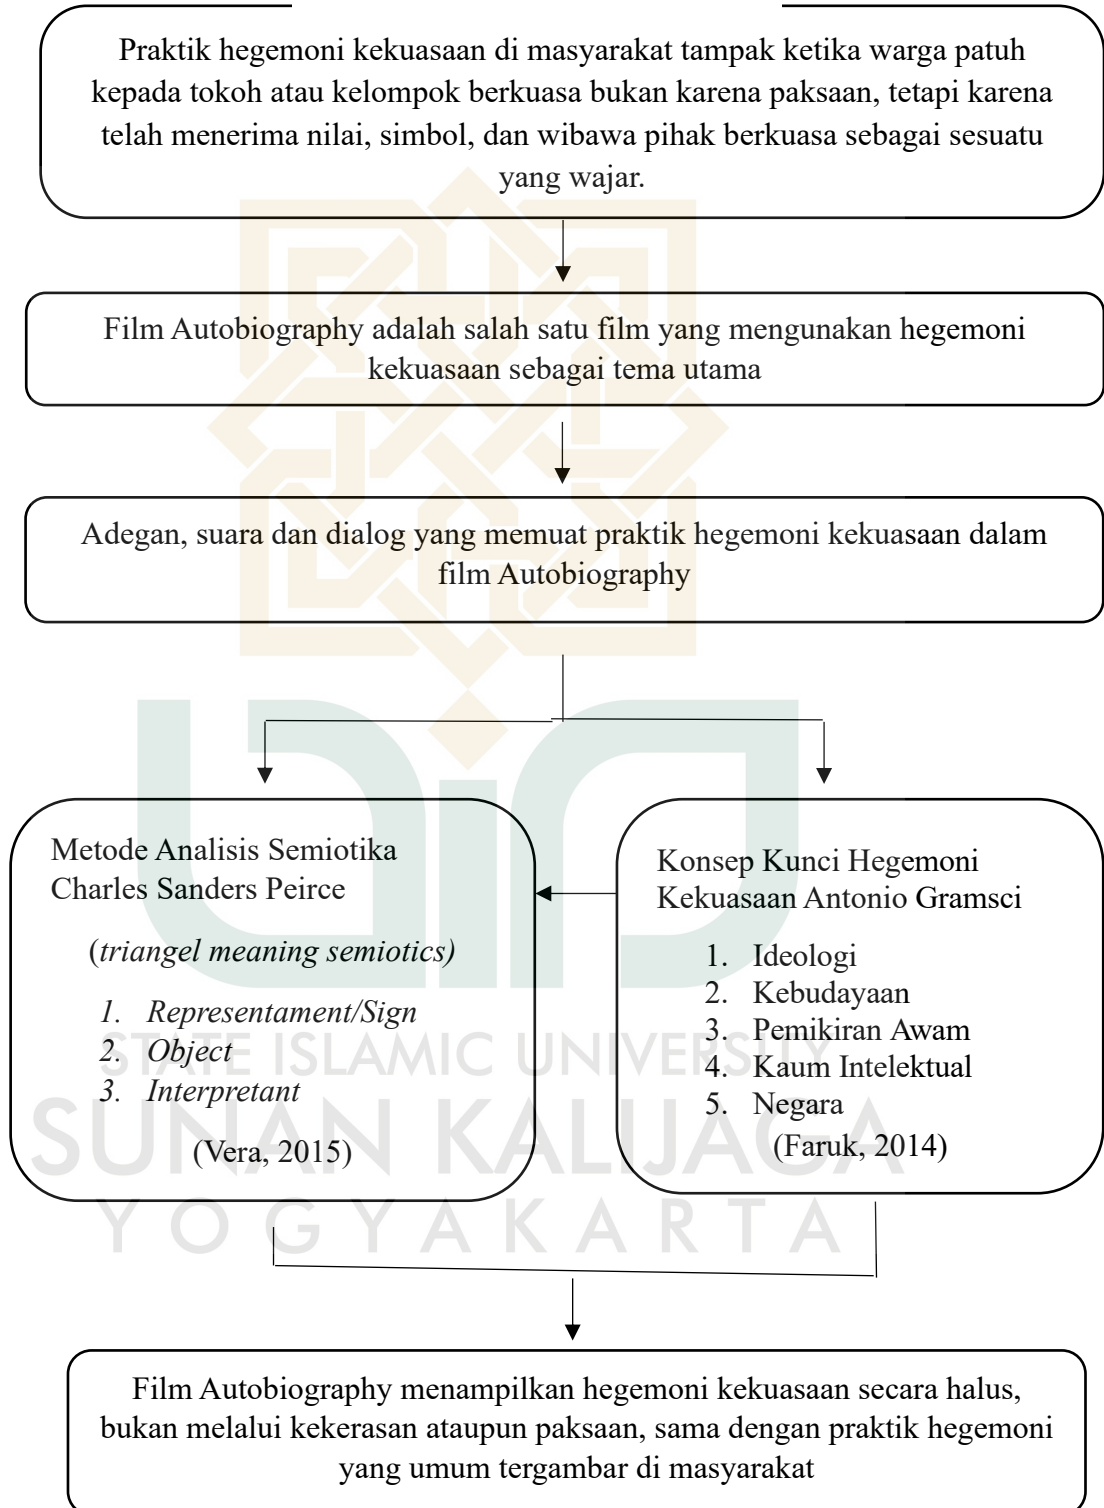 Praktik hegemoni kekuasaan di masyarakat tampak ketika warga patuh
kepada tokoh atau kelompok berkuasa bukan karena paksaan, tetapi karena
telah menerima nilai, simbol, dan wibawa pihak berkuasa sebagai sesuatu
yang wajar.
Film Autobiography adalah salah satu film yang mengunakan hegemoni
kekuasaan sebagai tema utama
Adegan, suara dan dialog yang memuat praktik hegemoni kekuasaan dalam
film Autobiography
Metode Analisis Semiotika
Charles Sanders Peirce
(triangel meaning semiotics)
1. Representament/Sign
2. Object
3. Interpretant
(Vera, 2015)
Konsep Kunci Hegemoni
Kekuasaan Antonio Gramsci
1. Ideologi
2. Kebudayaan
3. Pemikiran Awam
4. Kaum Intelektual
5. Negara
(Faruk, 2014)
STATE ISLAMIC UNIVERSITY
SUNAN KALIJAGA
YOGYAKARTA
Film Autobiography menampilkan hegemoni kekuasaan secara halus,
bukan melalui kekerasan ataupun paksaan, sama dengan praktik hegemoni
yang umum tergambar di masyarakat